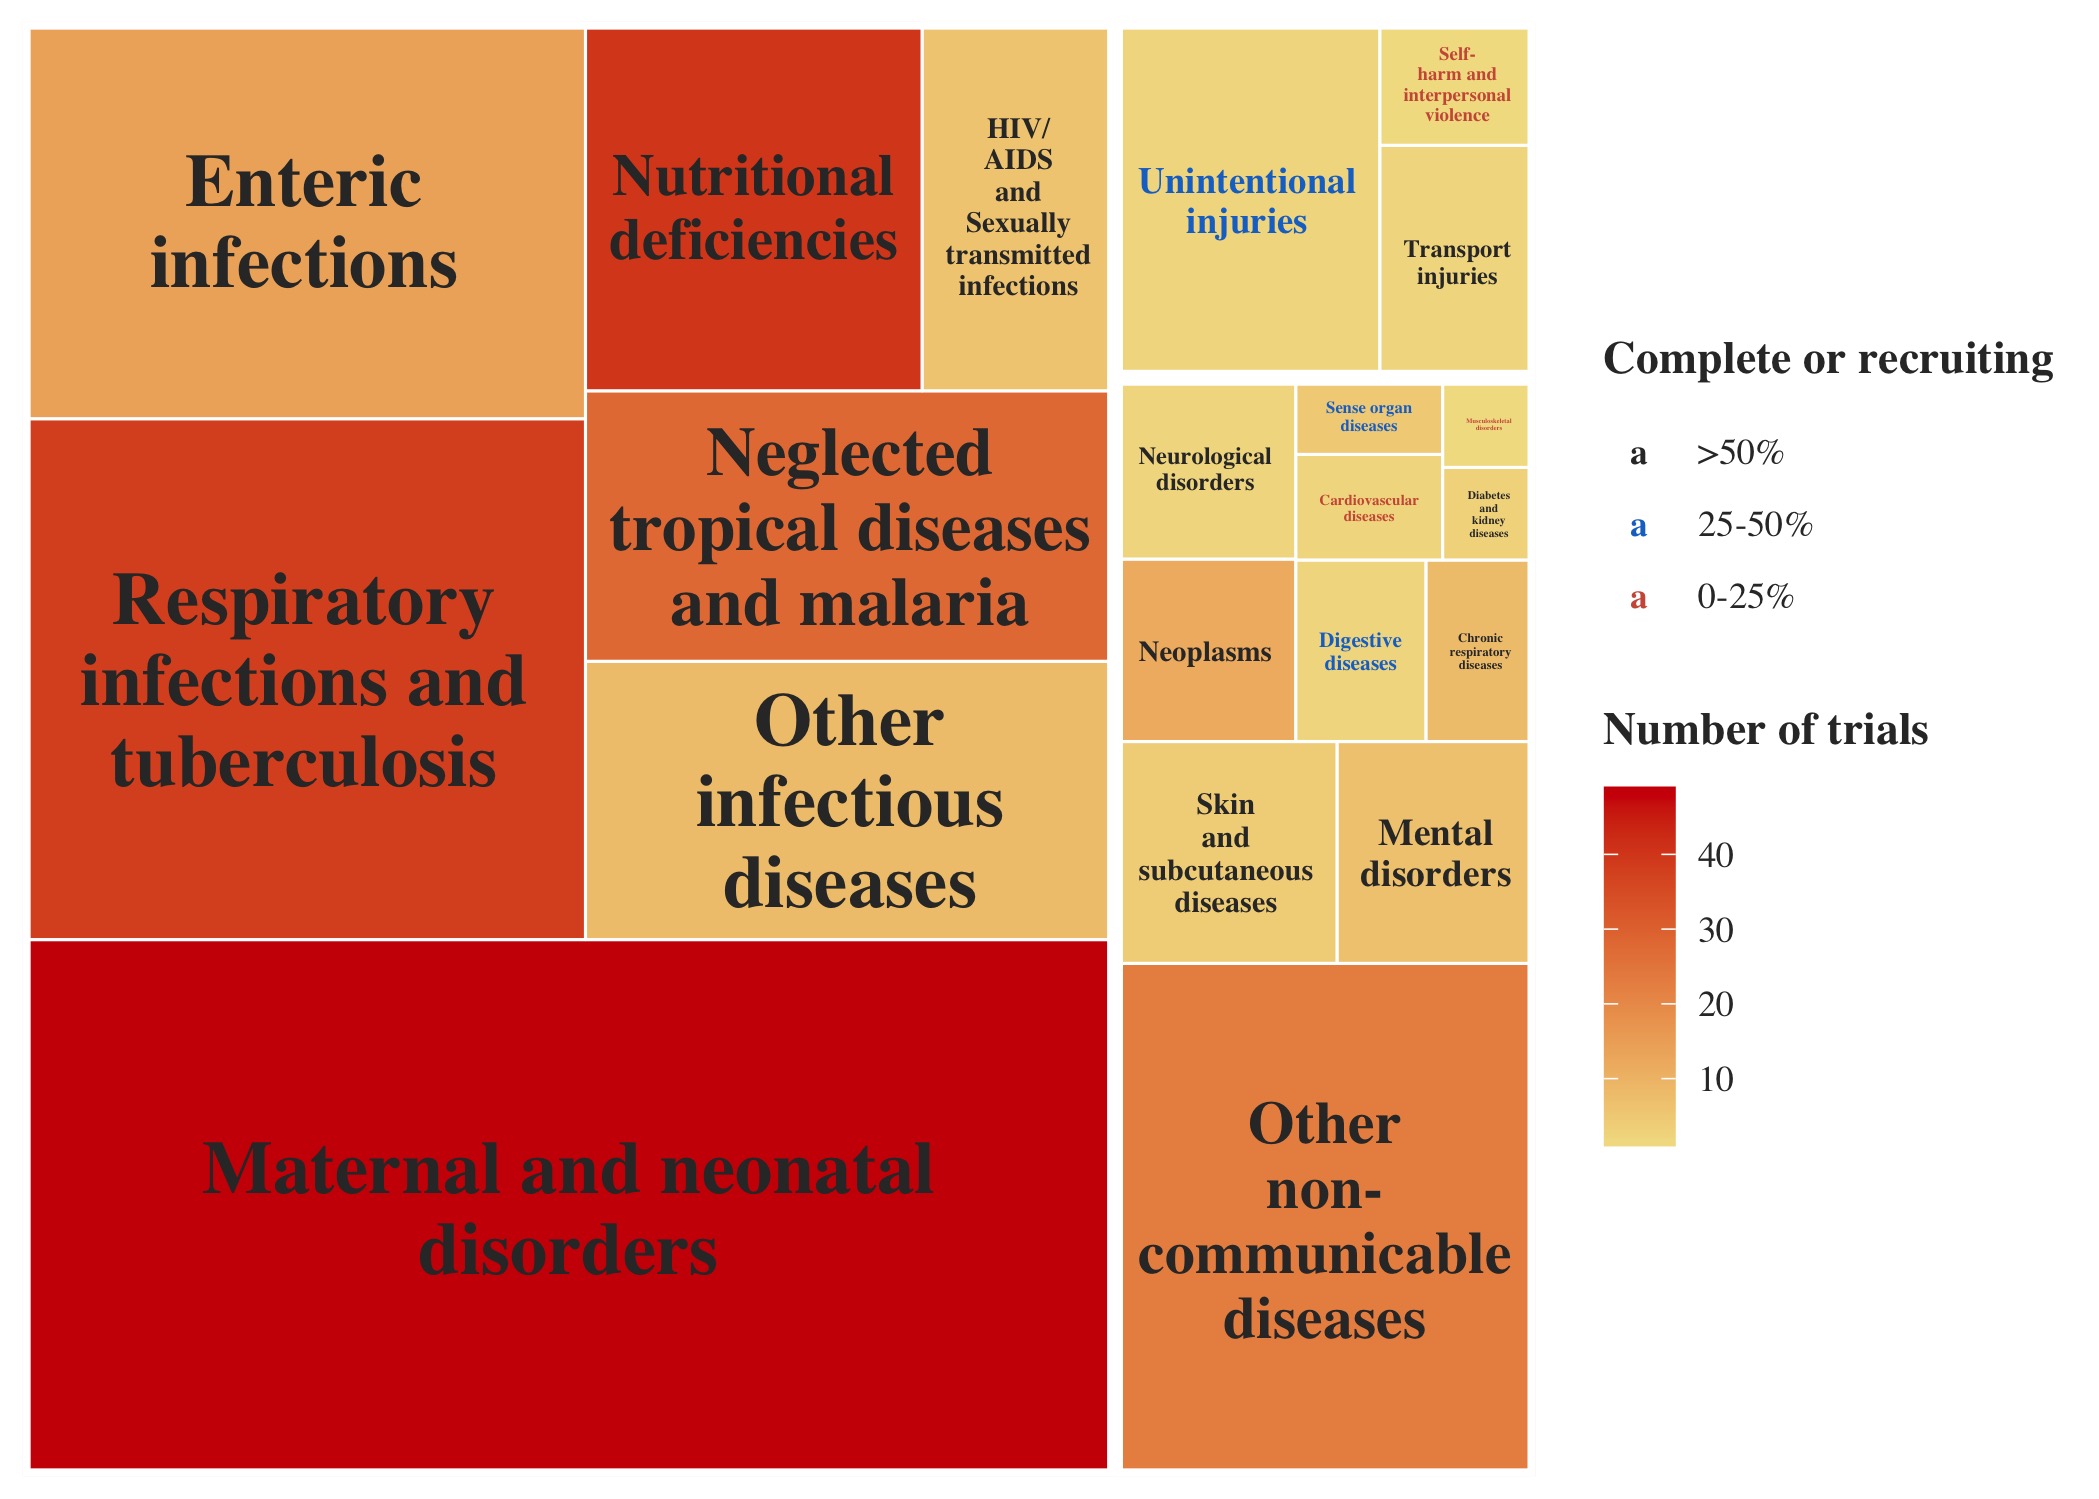 Enteric
infections
Nutritional
deficiencies
HIV/
AIDS
and
Sexually
transmitted
infections
Respiratory
infections and
tuberculosis
Neglected
tropical diseases
and malaria
Other
infectious
diseases
Maternal and neonatal
disorders
Unintentional
injuries
Self-
harm and
interpersonal
violence
Transport
injuries
Neurological
disorders
Sense organ
diseases
Musculoskeletal
disorders
Cardiovascular
diseases
Diabetes
and
kidney
diseases
Neoplasms
Digestive
diseases
Chronic
respiratory
diseases
Skin
and
subcutaneous
diseases
Mental
disorders
Other
non-
communicable
diseases
Complete or recruiting
a >50%
a 25-50%
a 0-25%
Number of trials
40
30
20
10